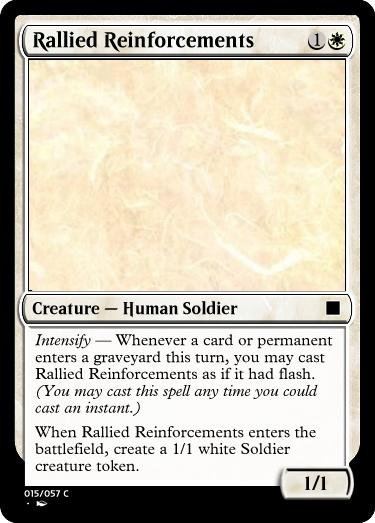 Rallied Reinforcements 1
Creature — Human Soldier
Intensify — Whenever a card or permanent
enters a graveyard this turn, you may cast
Rallied Reinforcements as if it had flash.
(You may cast this spell any time you could
cast an instant.)
When Rallied Reinforcements enters the
battlefield, create a 1/1 white Soldier
creature token.
1/1
015/057 C